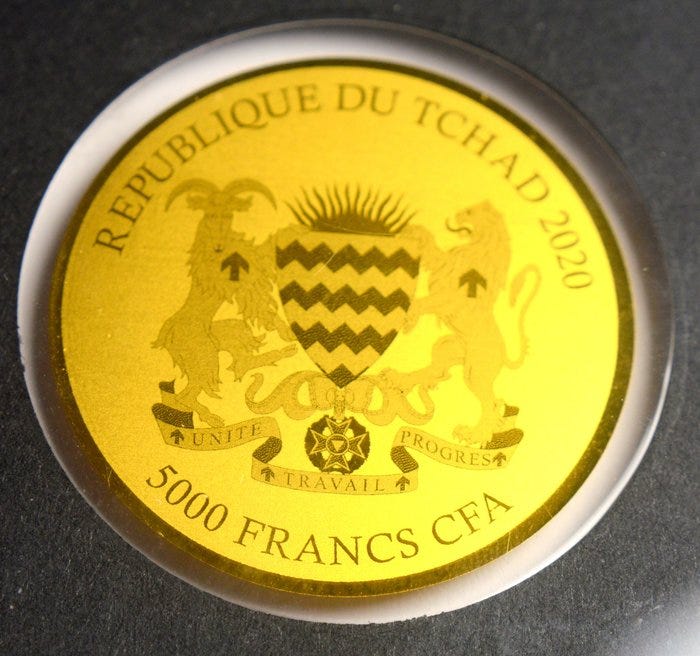 REPUBLIQUE DU TCHAD 2020
UNITE
TRAVAIL
PROGRES
5000 FRANCS CFA